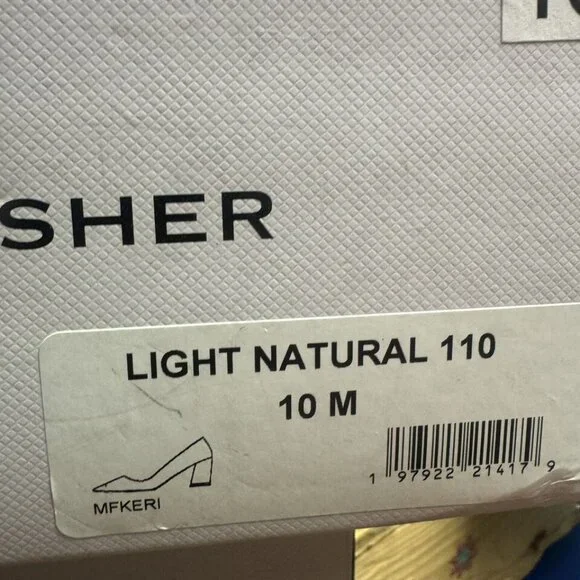 SHER
LIGHT NATURAL 110
10 M
MFKERI
1 97922 21417 9